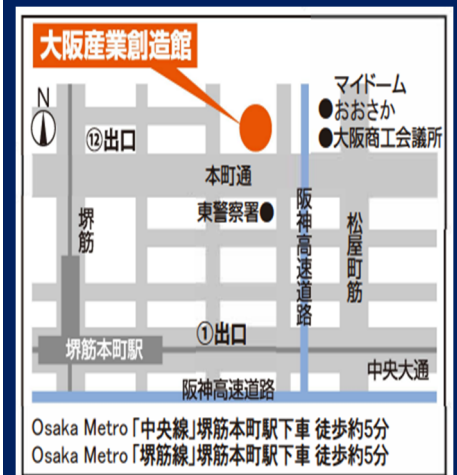 大阪産業創造館
N
マイドーム
●おおさか
●大阪商工会議所
⑫出口
本町通
東警察署●
堺筋
阪神高速道路
松屋町筋
①出口
堺筋本町駅
中央大通
阪神高速道路
Osaka Metro「中央線」堺筋本町駅下車 徒歩約5分
Osaka Metro「堺筋線」堺筋本町駅下車 徒歩約5分